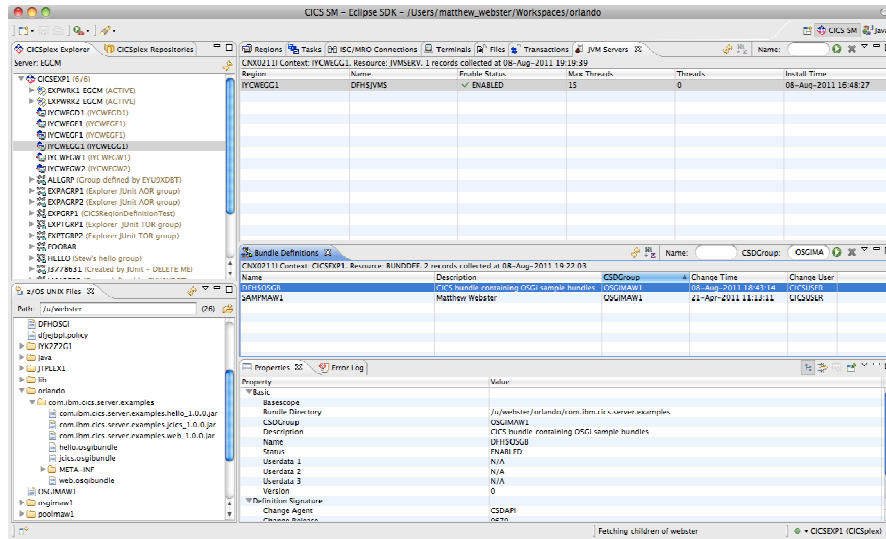 CICS SM – Eclipse SDK – /Users/matthew_webster/Workspaces/orlando
CICS SM
Java
CICSplex Explorer
CICSplex Repositories
Server: EGCM
CICSEXP1 (6/6)
EXPWRK1 EGCM (ACTIVE)
EXPWRK2 EGCM (ACTIVE)
IYCWEGD1 (IYCWEGD1)
IYCWEGE1 (IYCWEGE1)
IYCWEGF1 (IYCWEGF1)
IYCWEGG1 (IYCWEGG1)
IYCWEGW1 (IYCWEGW1)
IYCWEGW2 (IYCWEGW2)
ALLGRP (Group defined by EYU9XDBT)
EXPAGRP1 (Explorer JUnit AOR group)
EXPAGRP2 (Explorer JUnit AOR group)
EXPGRP1 (CICSRegionDefinitionTest)
EXPTGRP1 (Explorer JUnit TOR group)
EXPTGRP2 (Explorer JUnit TOR group)
FOOBAR
HELLO (Stew's hello group)
J3778631 (Created by JUnit – DELETE ME)
z/OS UNIX Files
Path: /u/webster (26)
DFHOSGI
dfjejbpl.policy
IYK2Z2G1
Java
JTPLEX1
lib
orlando
com.ibm.cics.server.examples
com.ibm.cics.server.examples.hello_1.0.0.jar
com.ibm.cics.server.examples.jcics_1.0.0.jar
com.ibm.cics.server.examples.web_1.0.0.jar
hello.osgibundle
jcics.osgibundle
META-INF
web.osgibundle
OSGIMAW1
osgimaw1
poolmaw1
Regions Tasks ISC/MRO Connections Terminals Files Transactions JVM Servers Name:
CNX0211I Context: IYCWEGG1. Resource: JVMSERV. 1 records collected at 08-Aug-2011 19:19:39
Region Name Enable Status Max Threads Threads Install Time
IYCWEGG1 DFHSJVMS ENABLED 15 0 08-Aug-2011 16:48:27
Bundle Definitions Name: CSDGroup: OSGIMA
CNX0211I Context: CICSEXP1. Resource: BUNDDEF. 2 records collected at 08-Aug-2011 19:22:03
Name Description CSDGroup Change Time Change User
DFHSOSGB CICS bundle containing OSGI sample bundles OSGIMAW1 08-Aug-2011 18:43:14 CICSUSER
SAMPMAW1 Matthew Webster OSGIMAW1 21-Apr-2011 11:13:11 CICSUSER
Properties Error Log
Property Value
Basic
Basescope
Bundle Directory /u/webster/orlando/com.ibm.cics.server.examples
CSDGroup OSGIMAW1
Description CICS bundle containing OSGI sample bundles
Name DFHSOSGB
Status ENABLED
Userdata 1 N/A
Userdata 2 N/A
Userdata 3 N/A
Version 0
Definition Signature
Change Agent CSDAPI
Change Release 0670
Fetching children of webster
CICSEXP1 (CICSplex)